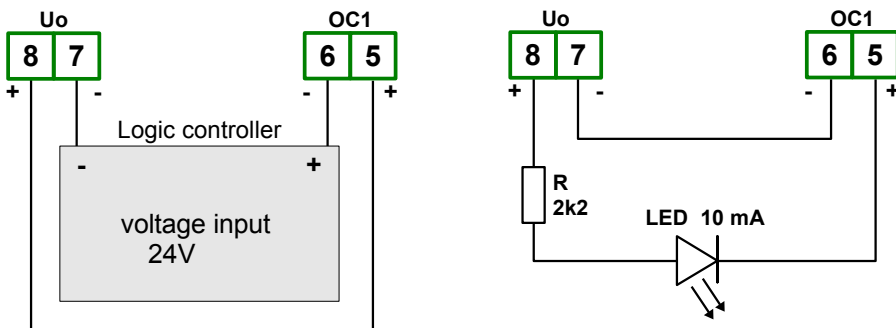 Uo OC1
8 7 6 5
+ - - +
Logic controller
- +
voltage input
24V
Uo OC1
8 7 6 5
+ - - +
R
2k2
LED 10 mA